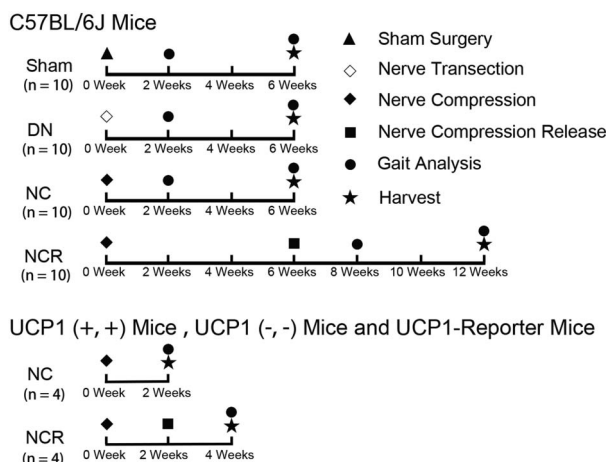 C57BL/6J Mice
Sham
(n = 10)
0 Week 2 Weeks 4 Weeks 6 Weeks
DN
(n = 10)
0 Week 2 Weeks 4 Weeks 6 Weeks
NC
(n = 10)
0 Week 2 Weeks 4 Weeks 6 Weeks
NCR
(n = 10)
0 Week 2 Weeks 4 Weeks 6 Weeks 8 Weeks 10 Weeks 12 Weeks
Sham Surgery
Nerve Transection
Nerve Compression
Nerve Compression Release
Gait Analysis
Harvest
UCP1 (+, +) Mice , UCP1 (-, -) Mice and UCP1-Reporter Mice
NC
(n = 4)
0 Week 2 Weeks
NCR
(n = 4)
0 Week 2 Weeks 4 Weeks